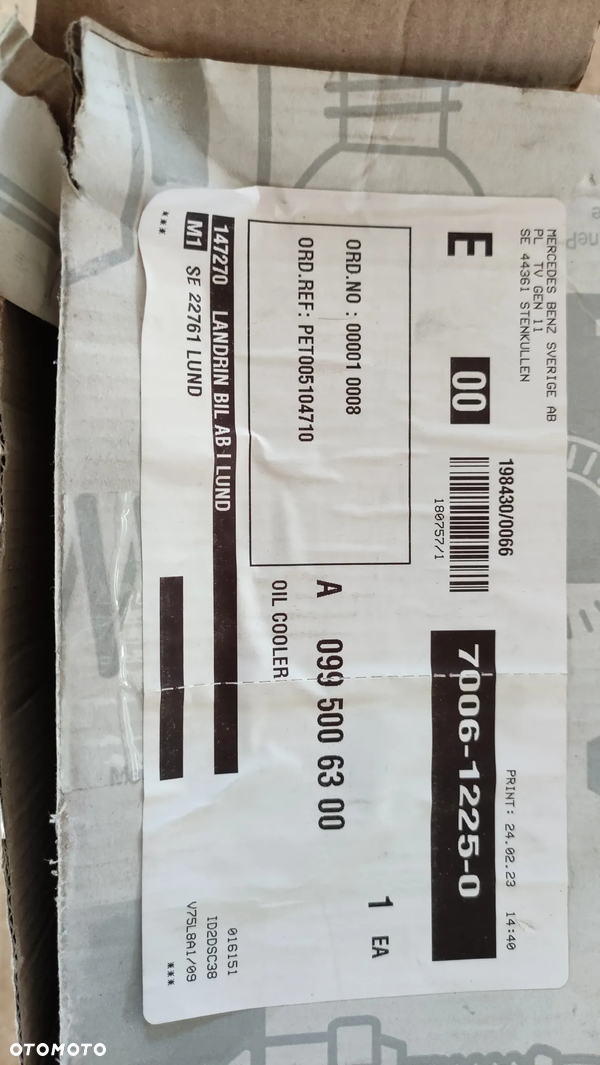 MERCEDES BENZ SVERIGE AB
PL TV GEN 11
SE 44361 STENKULLEN
198430/0066
PRINT: 24.02.23 14:40
E
00
180757/1
7006-1225-0
ORD.NO : 00001 0008
ORD.REF: PET005104710
1 EA
A 099 500 63 00
OIL COOLER
147270 LANDRIN BIL AB I LUND
M1 SE 22761 LUND
016151
ID2DSC38
V75L8A1/09
***
***
OTOMOTO